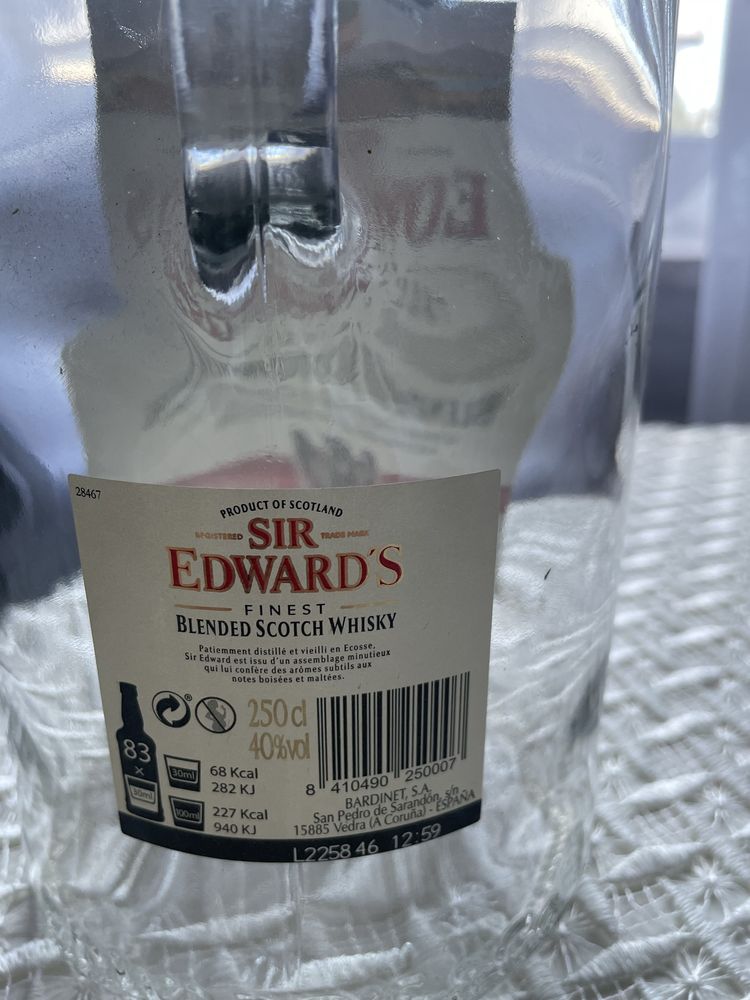 28467
PRODUCT OF SCOTLAND
REGISTERED SIR TRADE MARK
EDWARD'S
FINEST
BLENDED SCOTCH WHISKY
Patiemment distillé et vieilli en Ecosse,
Sir Edward est issu d'un assemblage minutieux
qui lui confère des arômes subtils aux
notes boisées et maltées.
83
x
30ml
®
250 cl
40%vol
30ml
68 Kcal
282 KJ
100ml
227 Kcal
940 KJ
8 410490 250007
BARDINET, S.A.
San Pedro de Sarandón, s/n
15885 Vedra (A Coruña) - ESPAÑA
L2258 46 12:59